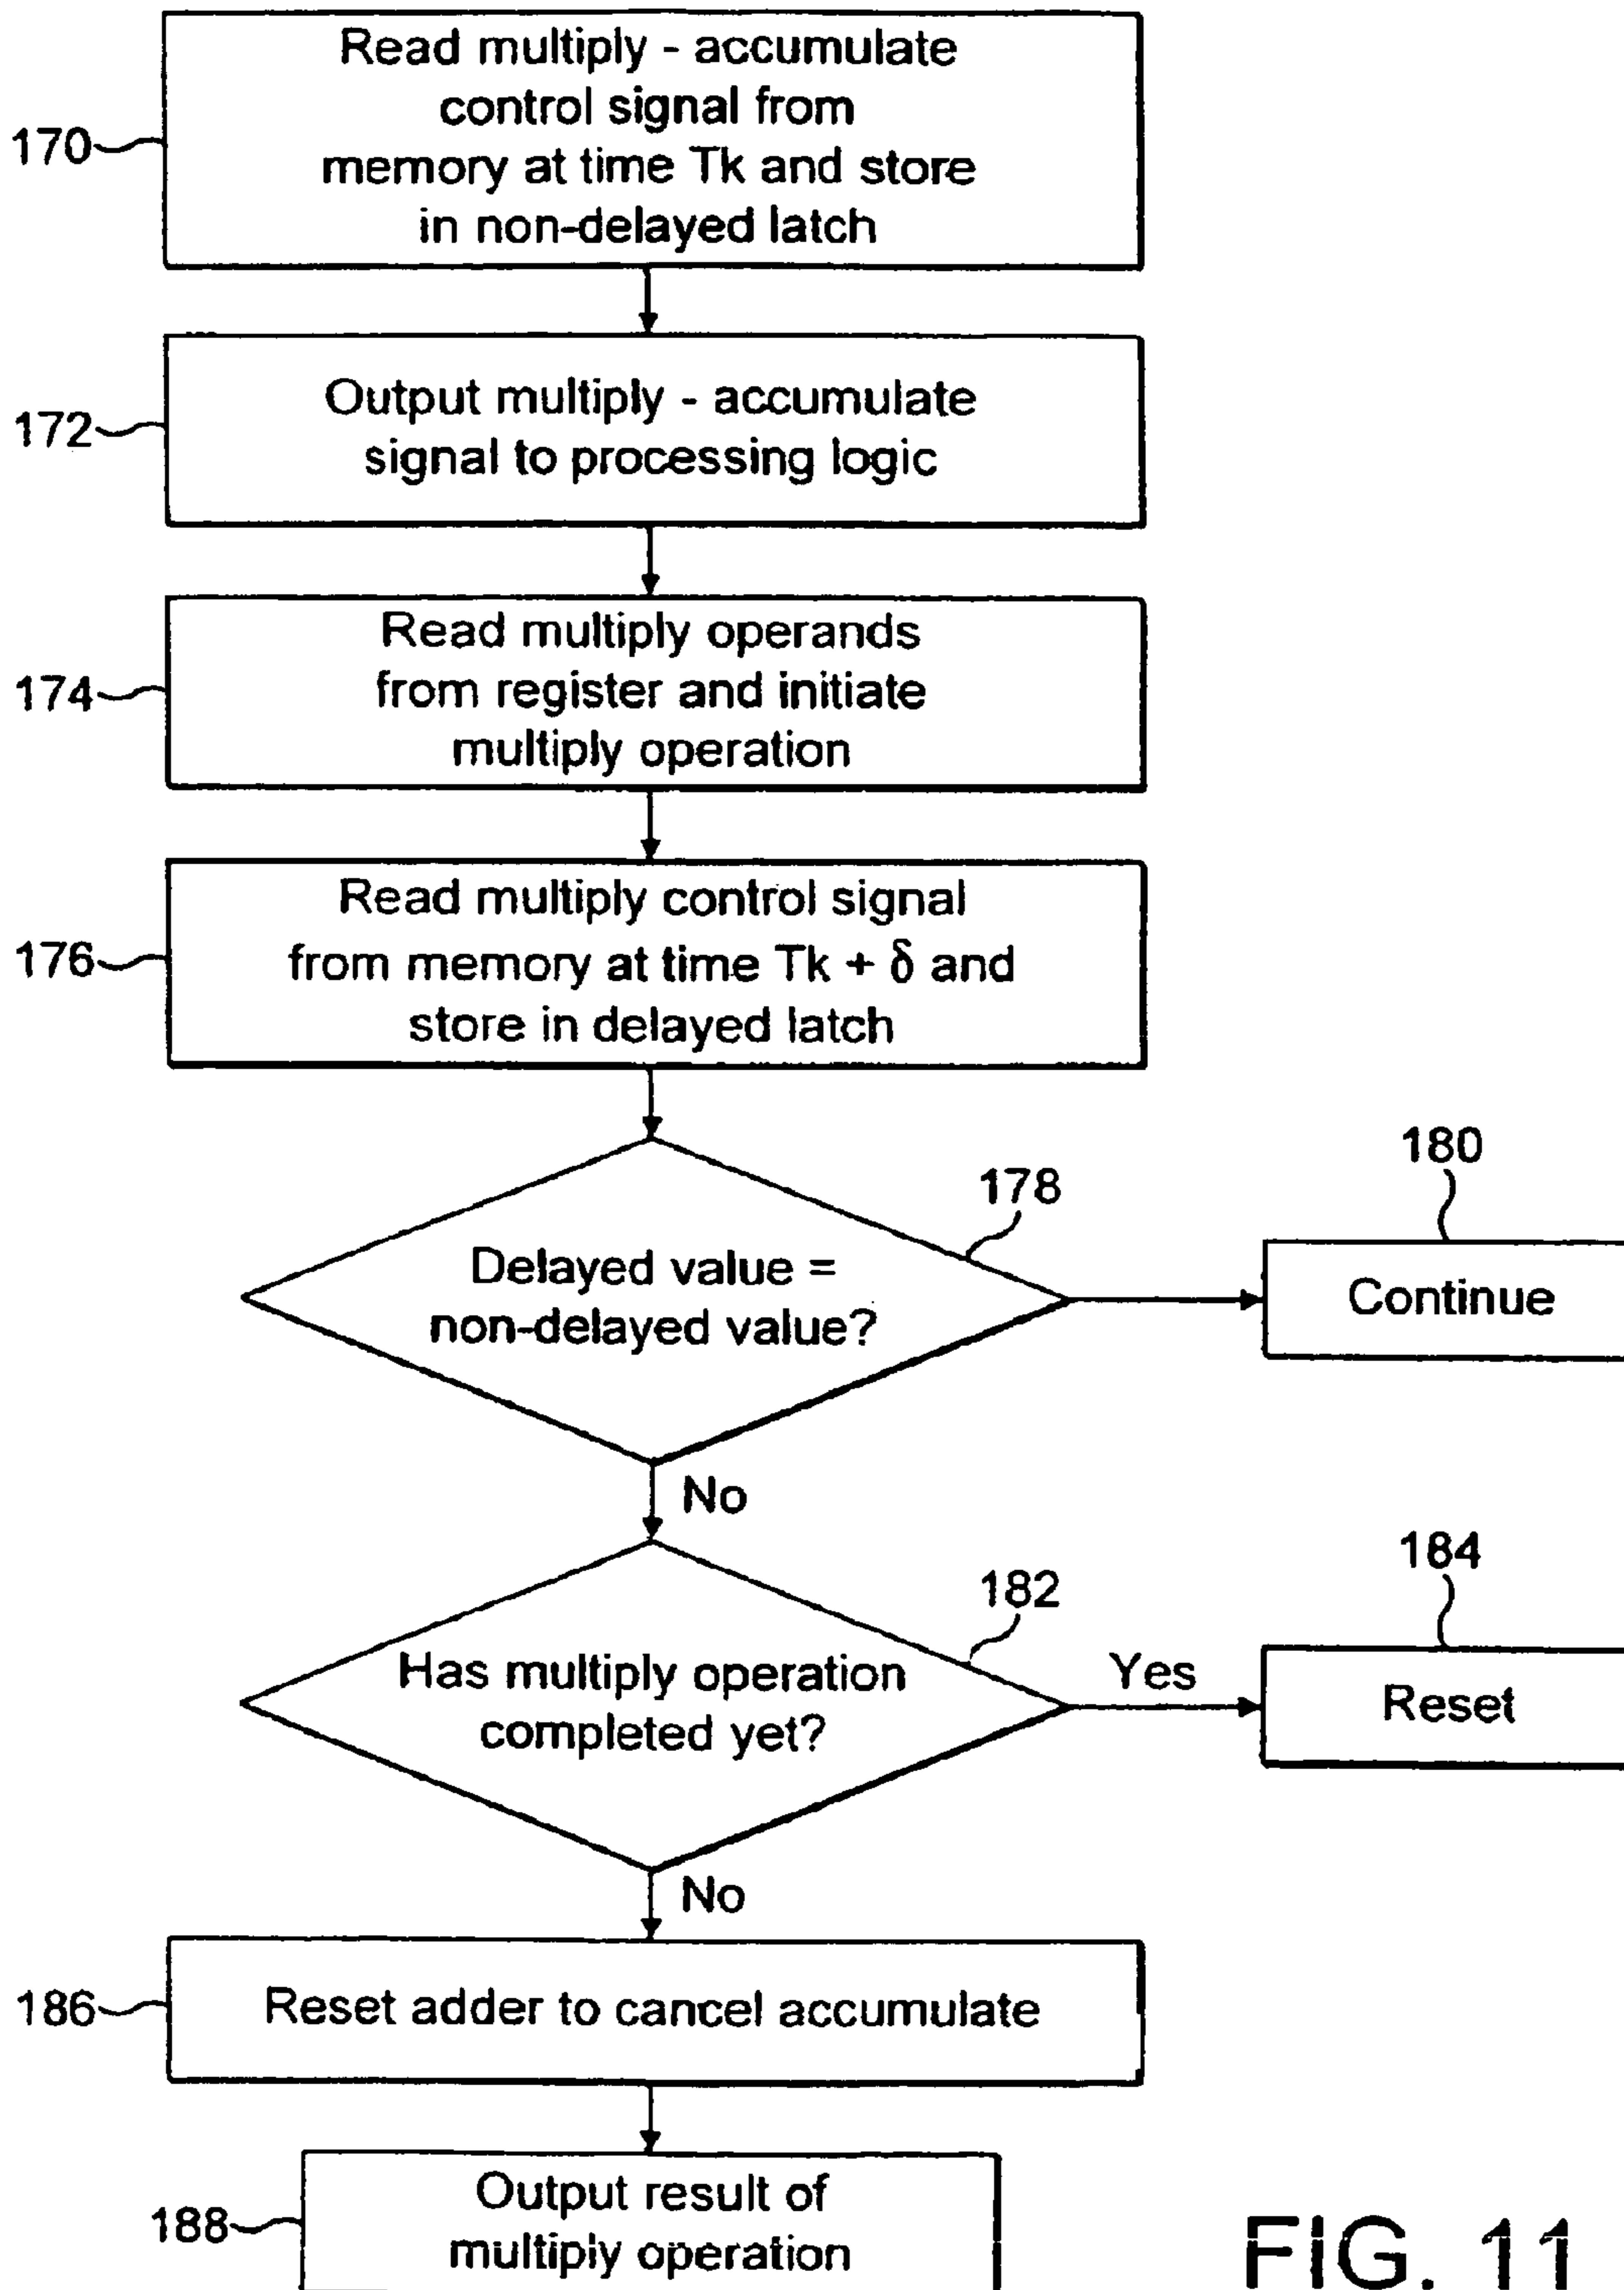 Read multiply - accumulate
control signal from
memory at time Tk and store
in non-delayed latch
170
Output multiply - accumulate
signal to processing logic
172
Read multiply operands
from register and initiate
multiply operation
174
Read multiply control signal
from memory at time Tk + δ and
store in delayed latch
176
Delayed value =
non-delayed value?
178
180
Continue
No
Has multiply operation
completed yet?
182
Yes
184
Reset
No
Reset adder to cancel accumulate
186
Output result of
multiply operation
188
FIG. 11